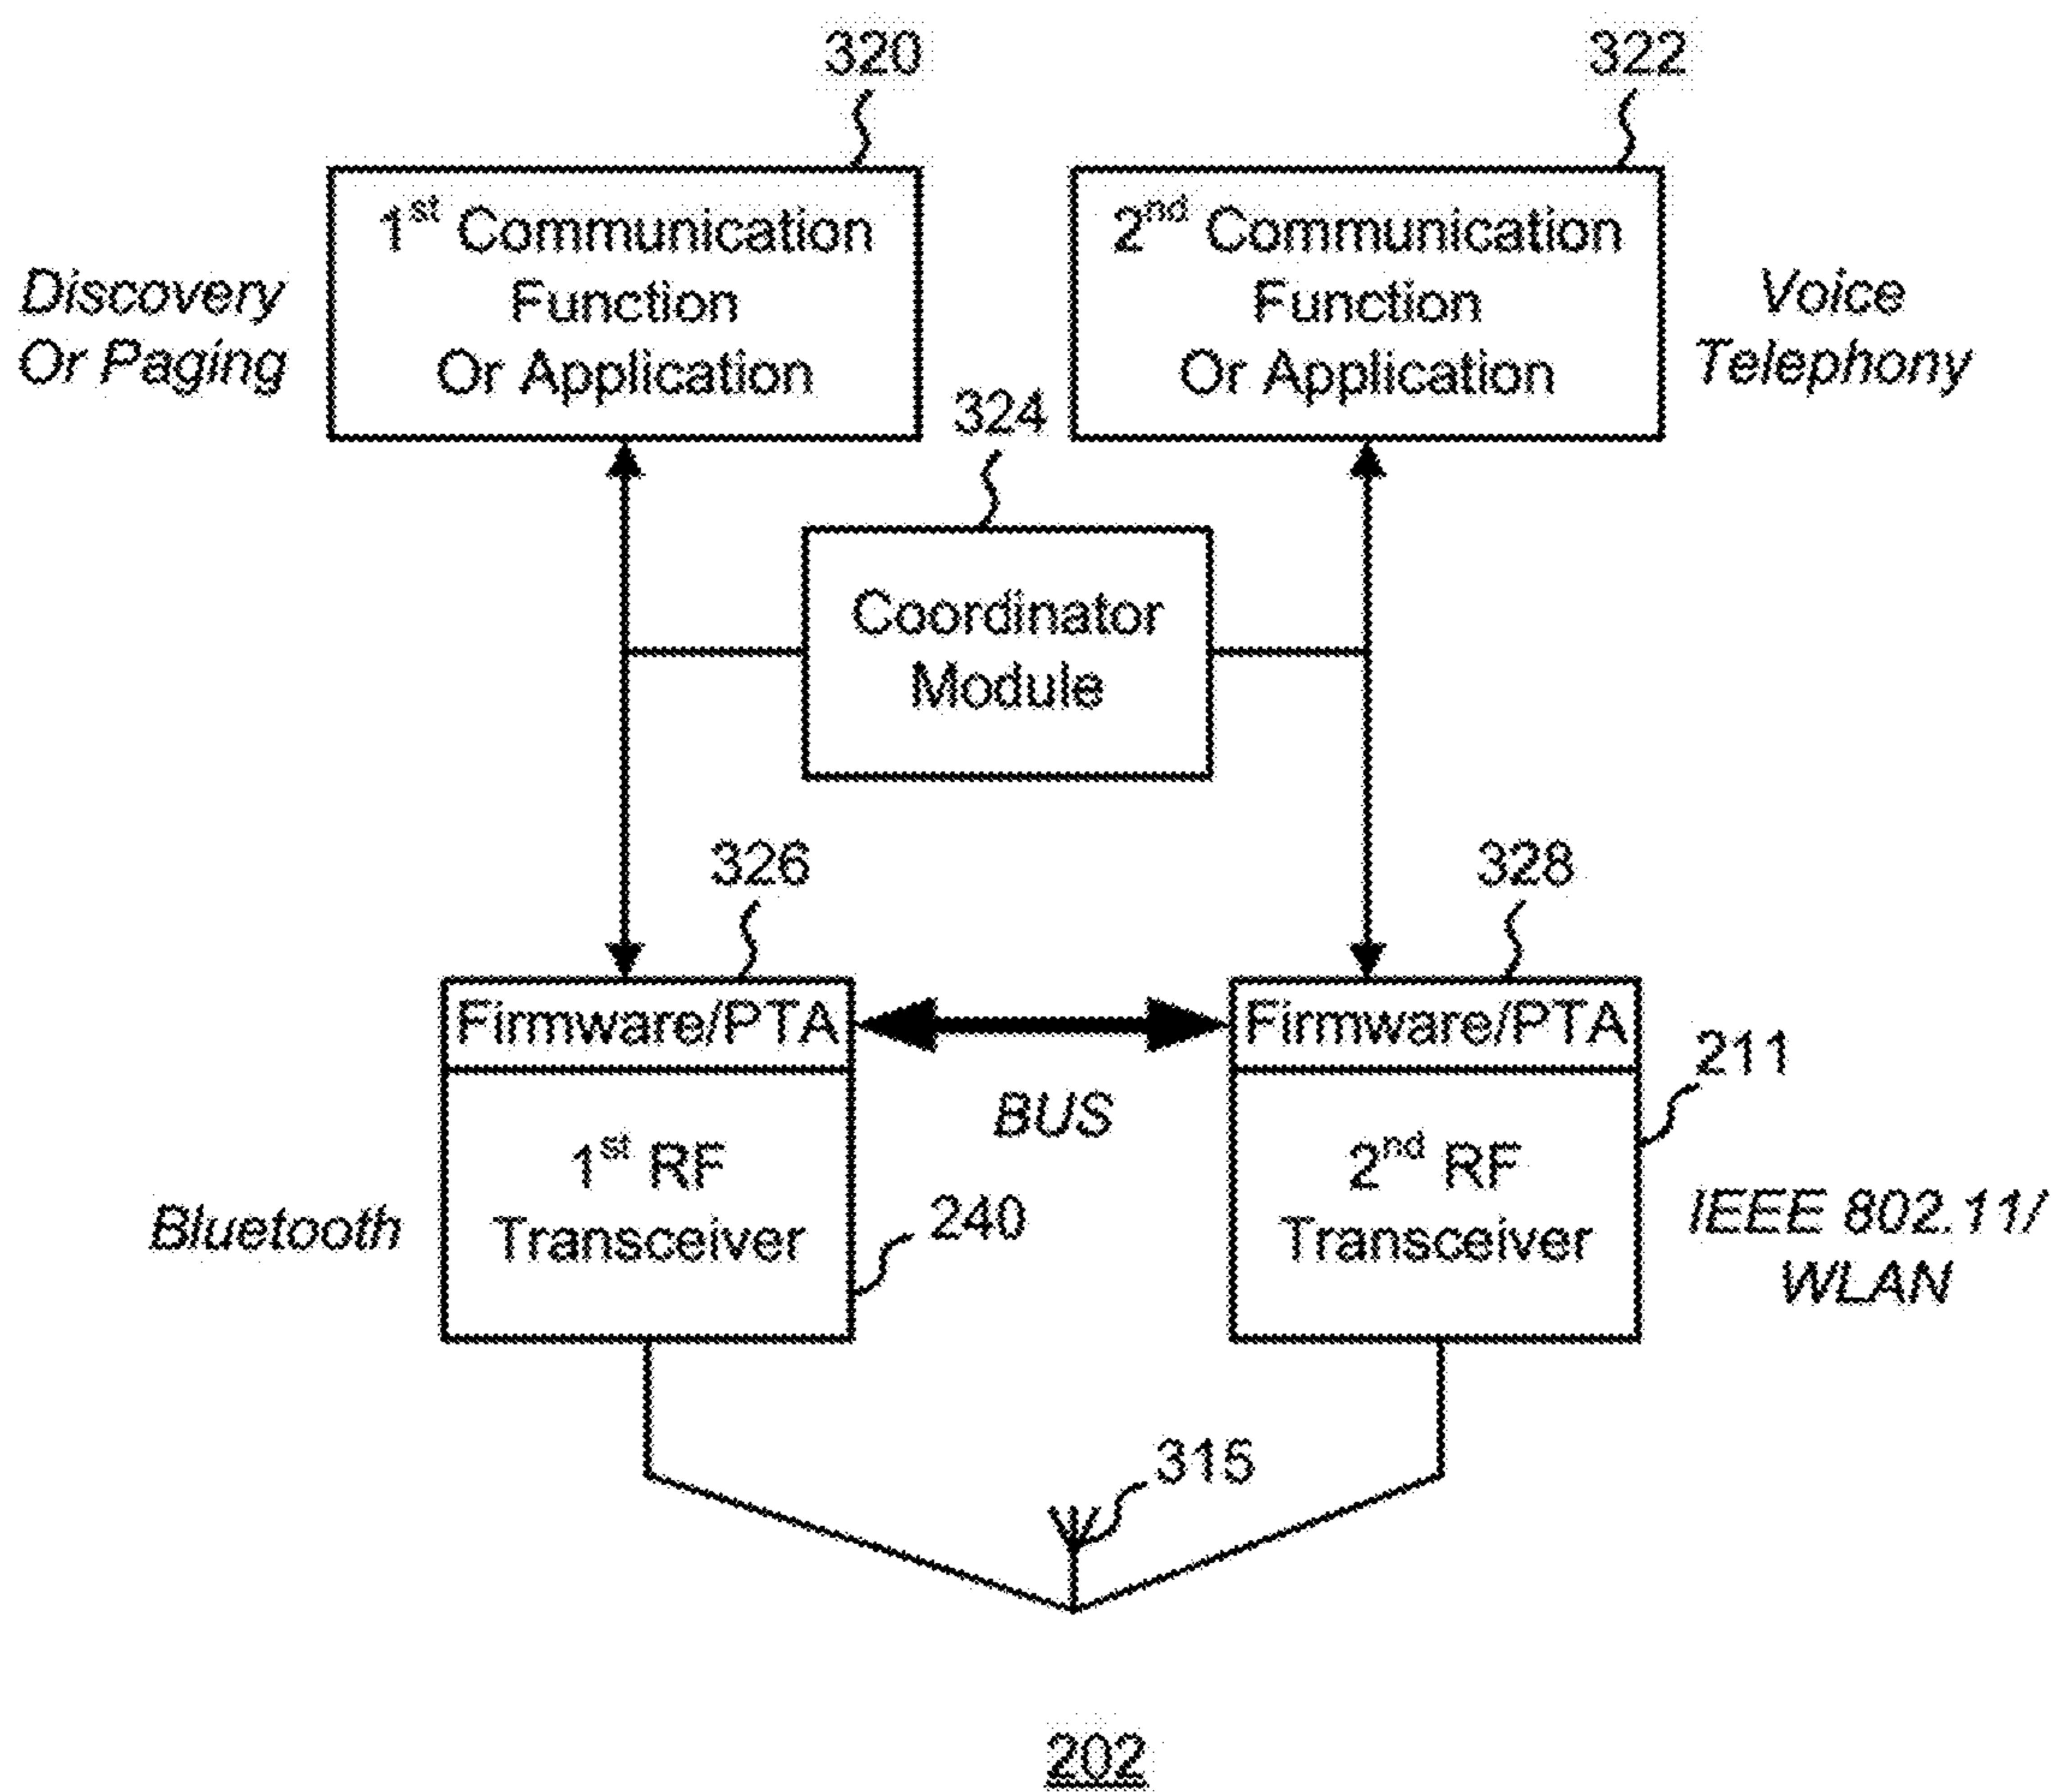 320
322
1st Communication
Function
Or Application
2nd Communication
Function
Or Application
Discovery
Or Paging
Voice
Telephony
324
Coordinator
Module
326
328
Firmware/PTA
Firmware/PTA
211
BUS
1st RF
Transceiver
2nd RF
Transceiver
240
Bluetooth
IEEE 802.11/
WLAN
315
202